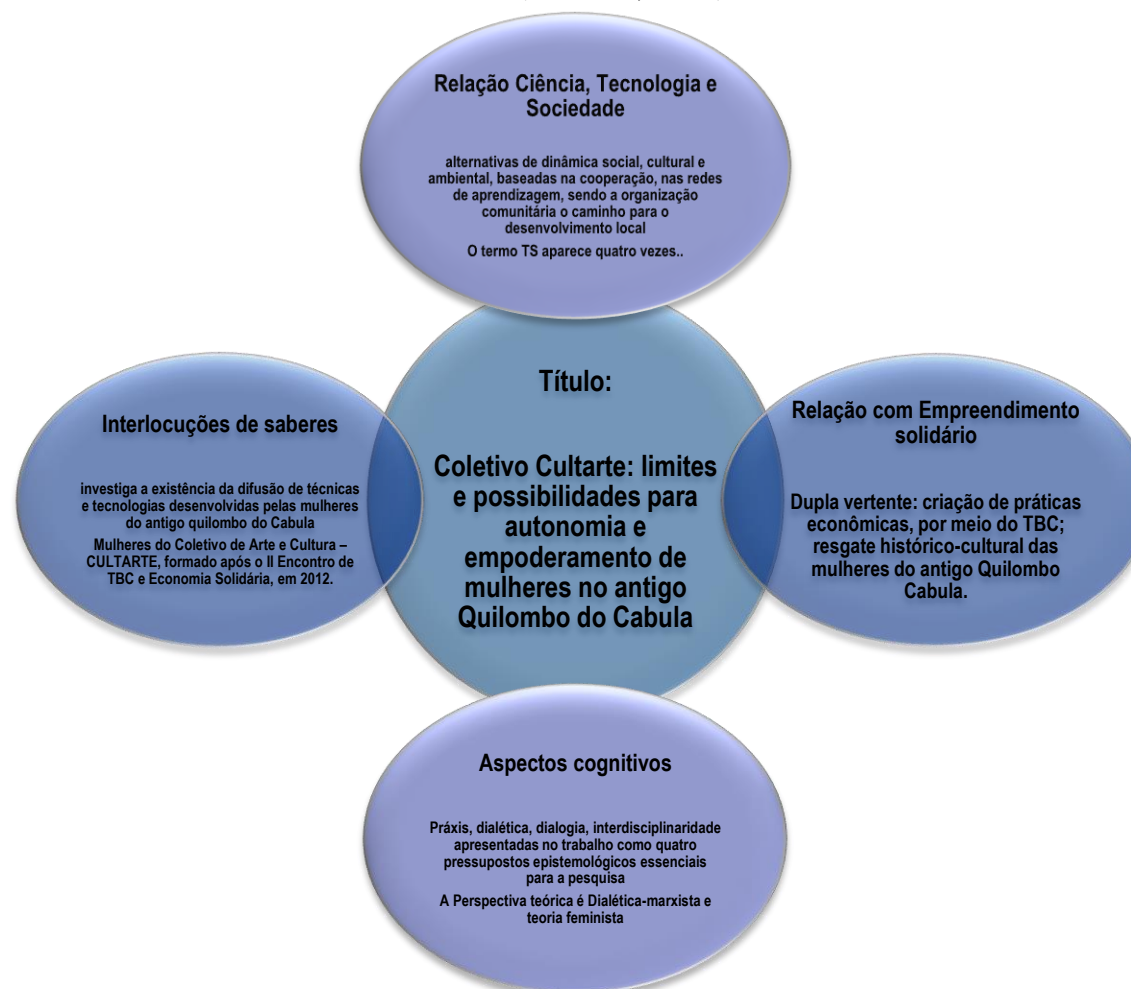 Relação Ciência, Tecnologia e
Sociedade
alternativas de dinâmica social, cultural e
ambiental, baseadas na cooperação, nas redes
de aprendizagem, sendo a organização
comunitária o caminho para o
desenvolvimento local
O termo TS aparece quatro vezes..
Interlocuções de saberes
investiga a existência da difusão de técnicas
e tecnologias desenvolvidas pelas mulheres
do antigo quilombo do Cabula
Mulheres do Coletivo de Arte e Cultura –
CULTARTE, formado após o II Encontro de
TBC e Economia Solidária, em 2012.
Título:
Coletivo Cultarte: limites
e possibilidades para
autonomia e
empoderamento de
mulheres no antigo
Quilombo do Cabula
Relação com Empreendimento
solidário
Dupla vertente: criação de práticas
econômicas, por meio do TBC;
resgate histórico-cultural das
mulheres do antigo Quilombo
Cabula.
Aspectos cognitivos
Práxis, dialética, dialogia, interdisciplinaridade
apresentadas no trabalho como quatro
pressupostos epistemológicos essenciais
para a pesquisa
A Perspectiva teórica é Dialética-marxista e
teoria feminista